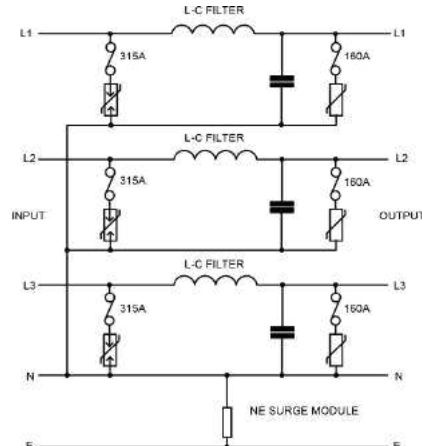 L-C FILTER
L1 L1
315A 160A
L-C FILTER
L2 L2
315A 160A
INPUT OUTPUT
L-C FILTER
L3 L3
315A 160A
N N
NE SURGE MODULE
E E